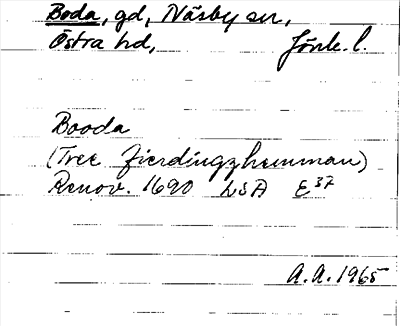 Boda, gd, Näsby sn,
Östra hd, Jönk. l.
Booda
(Tree Fierdingzhemman)
Renov. 1690 LSA E37
A.A. 1965